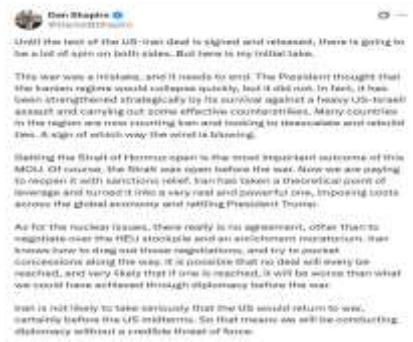 Dan Shapiro
Until the text of the US-Iran deal is signed and released, there is going to
be a lot of spin on both sides. But here is my initial take.
This war was a mistake, and it needs to end. The President thought that
the Iranian regime would collapse quickly, but it did not. In fact, it has
been strengthened strategically by its survival against a heavy US-Israeli
assault and carrying out some effective counterstrikes. Many countries
in the region are now courting Iran and looking to deescalate and rebuild
ties. A sign of which way the wind is blowing.
Getting the Strait of Hormuz open is the most important outcome of this
MOU. Of course, the Strait was open before the war. Now we are paying
to reopen it with sanctions relief. Iran has taken a theoretical point of
leverage and turned it into a very real and powerful one, imposing costs
across the global economy and rattling President Trump.
As for the nuclear issues, there really is no agreement, other than to
negotiate over the HEU stockpile and an enrichment moratorium. Iran
knows how to drag out those negotiations, and try to pocket
concessions along the way. It is possible that no deal will every be
reached, and very likely that if one is reached, it will be worse than what
we could have achieved through diplomacy before the war.
Iran is not likely to take seriously that the US would return to war,
certainly before the US midterms. So that means we will be conducting
diplomacy without a credible threat of force.